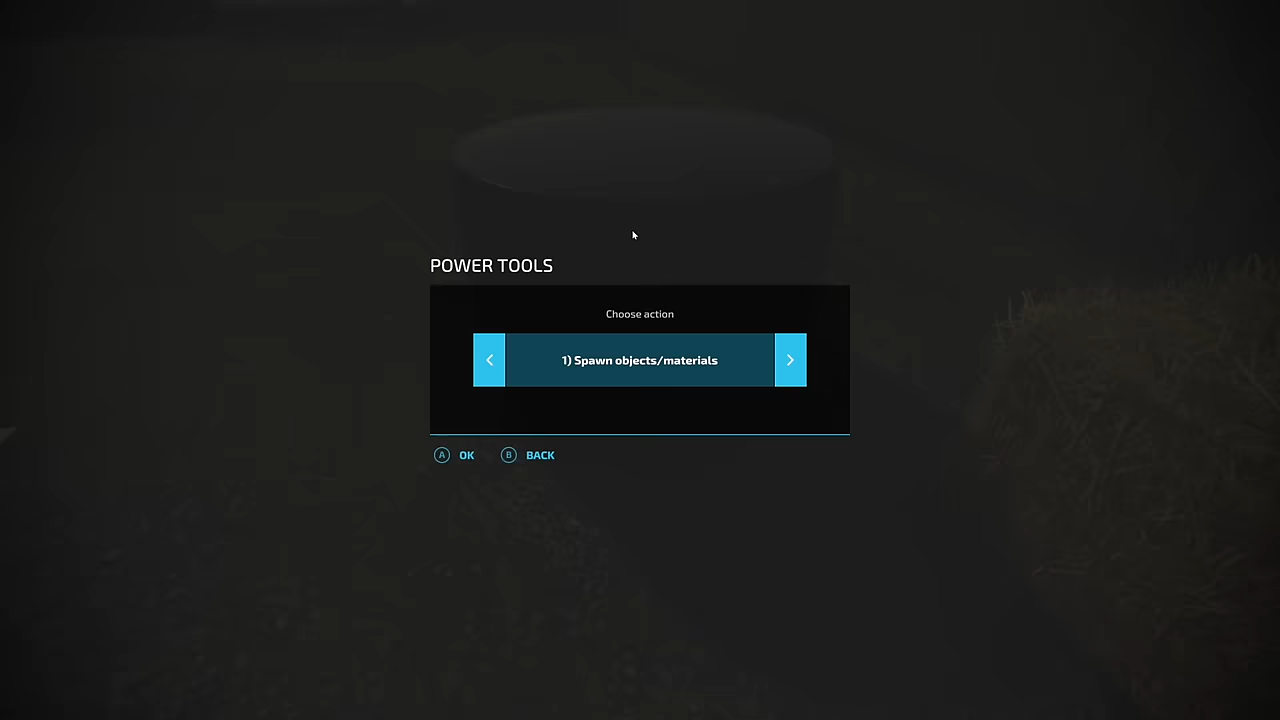 POWER TOOLS
Choose action
1) Spawn objects/materials
A OK B BACK